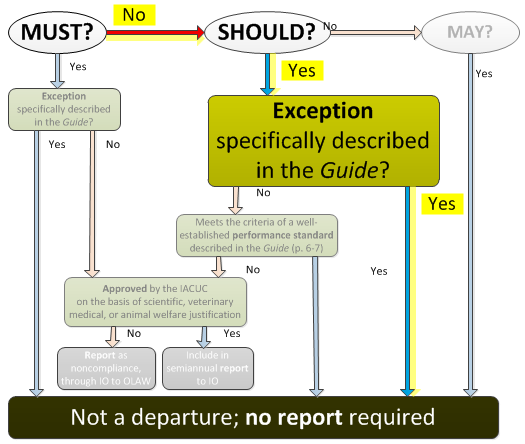 No
MUST?
SHOULD?
No
MAY?
Yes
Yes
Yes
Exception
specifically described
in the Guide?
Exception
specifically described
in the Guide?
Yes
No
No
Yes
Meets the criteria of a well-
established performance standard
described in the Guide (p. 6-7)
No
Yes
Approved by the IACUC
on the basis of scientific, veterinary
medical, or animal welfare justification
No
Yes
Report as
noncompliance,
through IO to OLAW
Include in
semiannual report
to IO
Not a departure; no report required